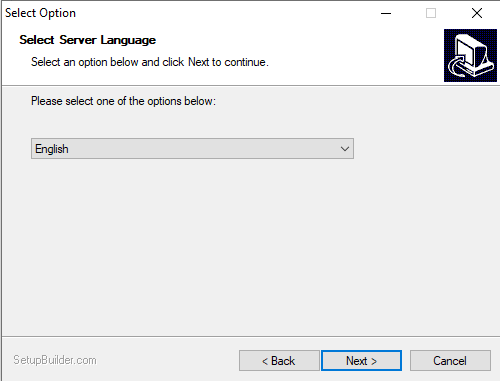 Select Option
Select Server Language
Select an option below and click Next to continue.
Please select one of the options below:
English
SetupBuilder.com
< Back
Next >
Cancel